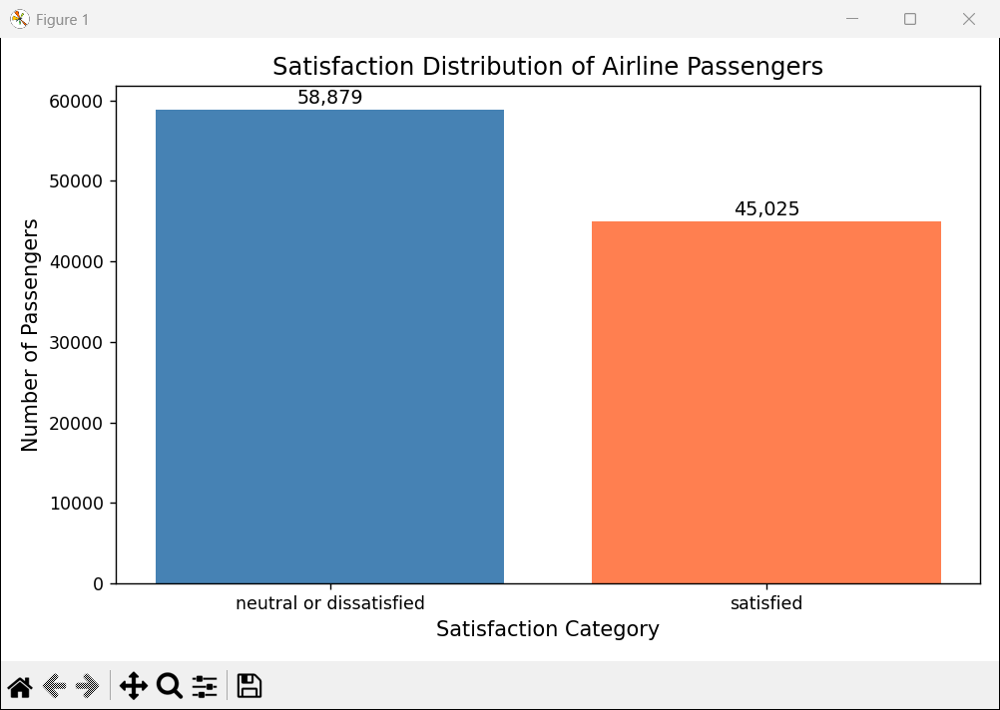 Figure 1
Satisfaction Distribution of Airline Passengers
60000
50000
40000
30000
20000
10000
0
Number of Passengers
58,879
45,025
neutral or dissatisfied
satisfied
Satisfaction Category